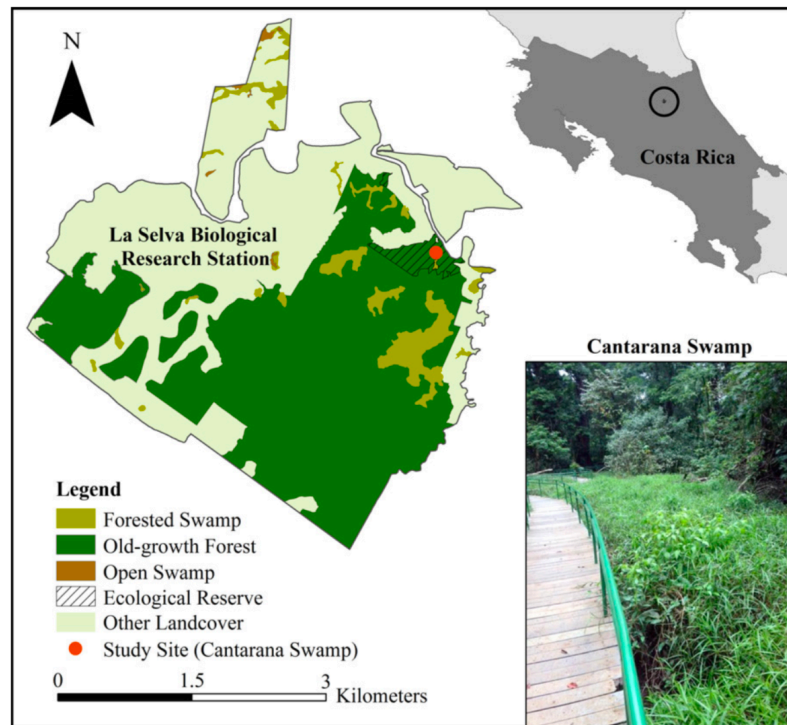 N
Costa Rica
La Selva Biological
Research Station
Cantarana Swamp
Legend
Forested Swamp
Old-growth Forest
Open Swamp
Ecological Reserve
Other Landcover
Study Site (Cantarana Swamp)
0 1.5 3 Kilometers